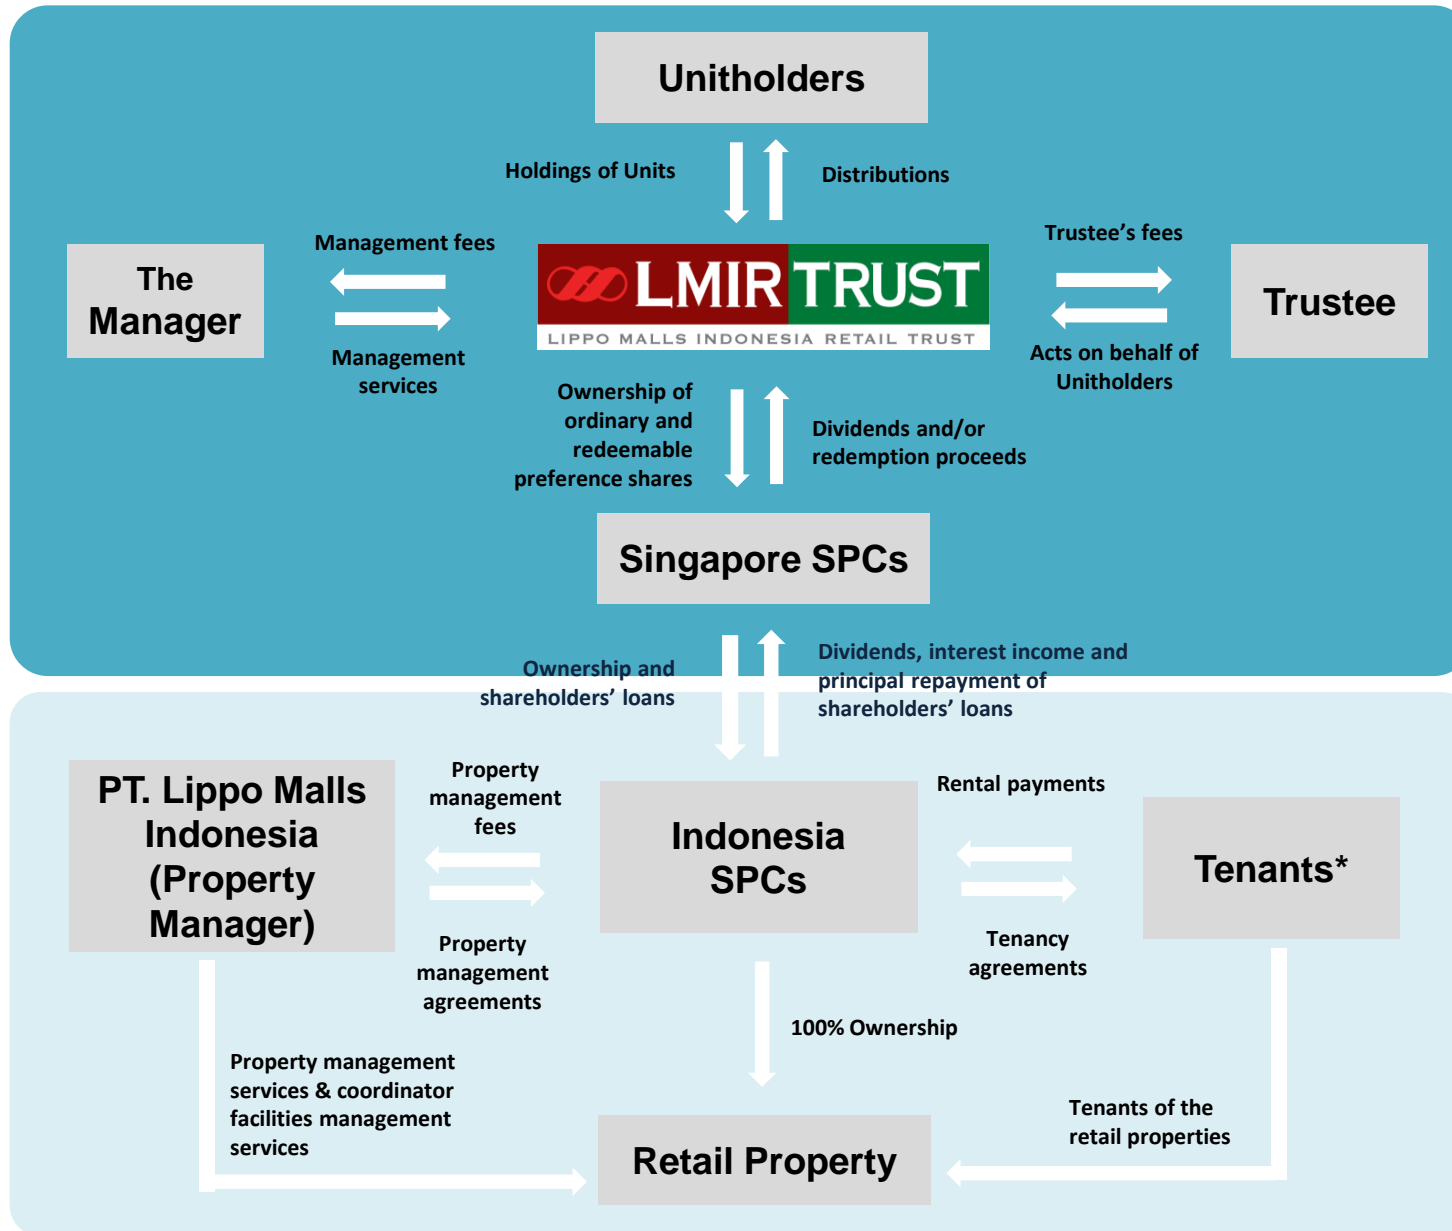 Unitholders
Holdings of Units
Distributions
Management fees
Trustee’s fees
The
Manager
LMIR TRUST
LIPPO MALLS INDONESIA RETAIL TRUST
Trustee
Management
services
Acts on behalf of
Unitholders
Ownership of
ordinary and
redeemable
preference shares
Dividends and/or
redemption proceeds
Singapore SPCs
Ownership and
shareholders’ loans
Dividends, interest income and
principal repayment of
shareholders’ loans
PT. Lippo Malls
Indonesia
(Property
Manager)
Property
management
fees
Indonesia
SPCs
Rental payments
Tenants*
Property
management
agreements
Tenancy
agreements
100% Ownership
Property management
services & coordinator
facilities management
services
Tenants of the
retail properties
Retail Property